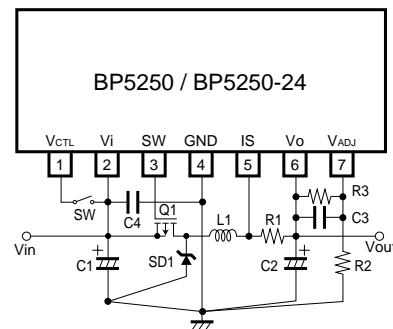 BP5250 / BP5250-24
VCTL Vi SW GND IS Vo VADJ
1 2 3 4 5 6 7
SW C4 Q1 L1 R1 R3 C3
Vin Vout
C1 + SD1 C2 + R2